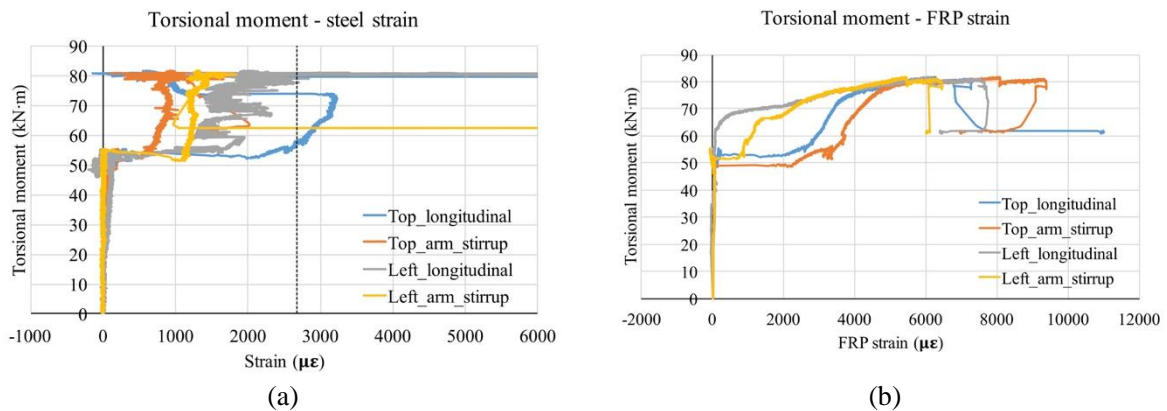 Torsional moment - steel strain
90
80
70
60
50
40
30
20
10
0
-1000 0 1000 2000 3000 4000 5000 6000
Torsional moment (kN·m)
Strain (με)
Top_longitudinal
Top_arm_stirrup
Left_longitudinal
Left_arm_stirrup
(a)
Torsional moment - FRP strain
90
80
70
60
50
40
30
20
10
0
-2000 0 2000 4000 6000 8000 10000 12000
Torsional moment (kN·m)
FRP strain (με)
Top_longitudinal
Top_arm_stirrup
Left_longitudinal
Left_arm_stirrup
(b)